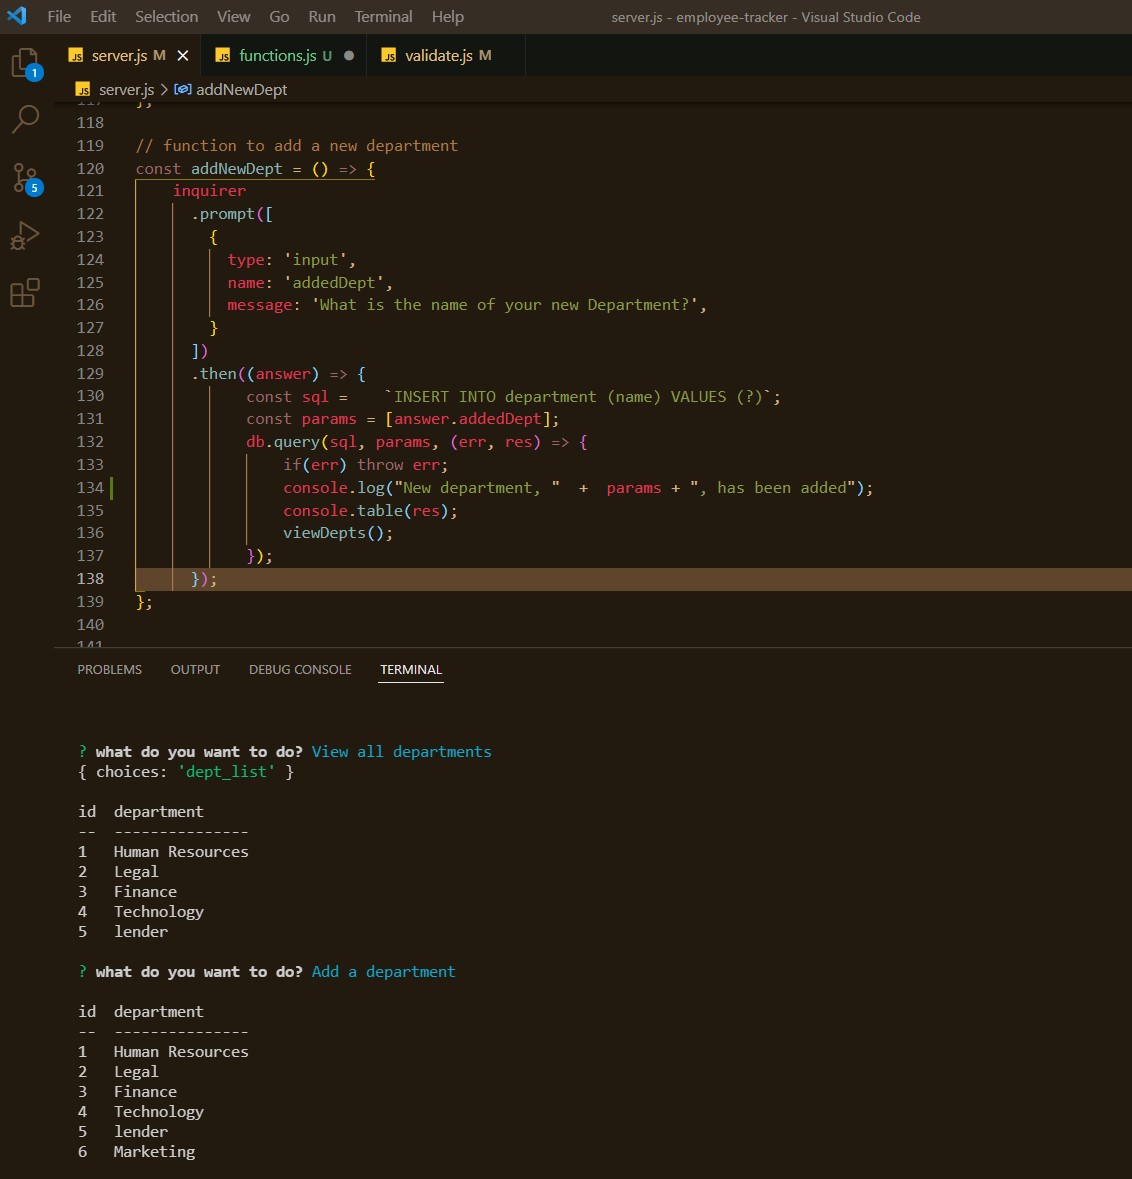 File Edit Selection View Go Run Terminal Help server.js - employee-tracker - Visual Studio Code
JS server.js M × JS functions.js U ● JS validate.js M
JS server.js > addNewDept
1
5
117 };
118
119 // function to add a new department
120 const addNewDept = () => {
121 inquirer
122 .prompt([
123 {
124 type: 'input',
125 name: 'addedDept',
126 message: 'What is the name of your new Department?',
127 }
128 ])
129 .then((answer) => {
130 const sql =    `INSERT INTO department (name) VALUES (?)`;
131 const params = [answer.addedDept];
132 db.query(sql, params, (err, res) => {
133 if(err) throw err;
134 console.log("New department, "  +  params + ", has been added");
135 console.table(res);
136 viewDepts();
137 });
138 });
139 };
140
141
PROBLEMS OUTPUT DEBUG CONSOLE TERMINAL
? what do you want to do? View all departments
{ choices: 'dept_list' }
id  department
--  ---------------
1   Human Resources
2   Legal
3   Finance
4   Technology
5   lender
? what do you want to do? Add a department
id  department
--  ---------------
1   Human Resources
2   Legal
3   Finance
4   Technology
5   lender
6   Marketing